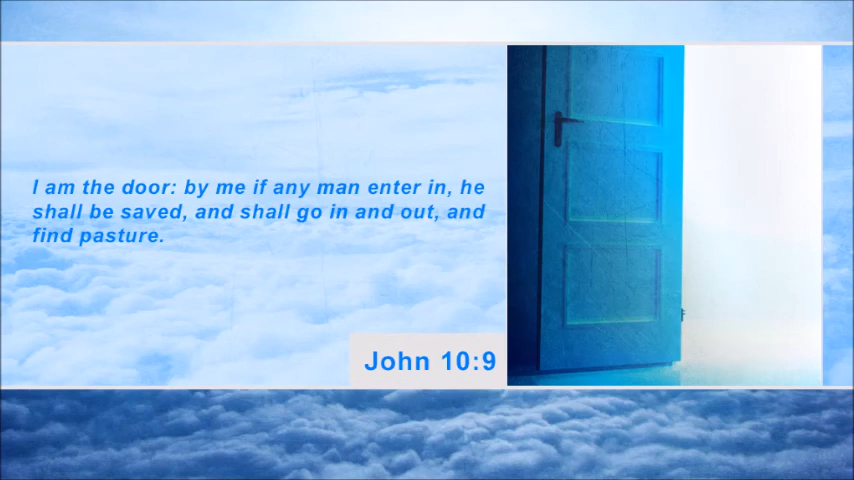 I am the door: by me if any man enter in, he
shall be saved, and shall go in and out, and
find pasture.
John 10:9